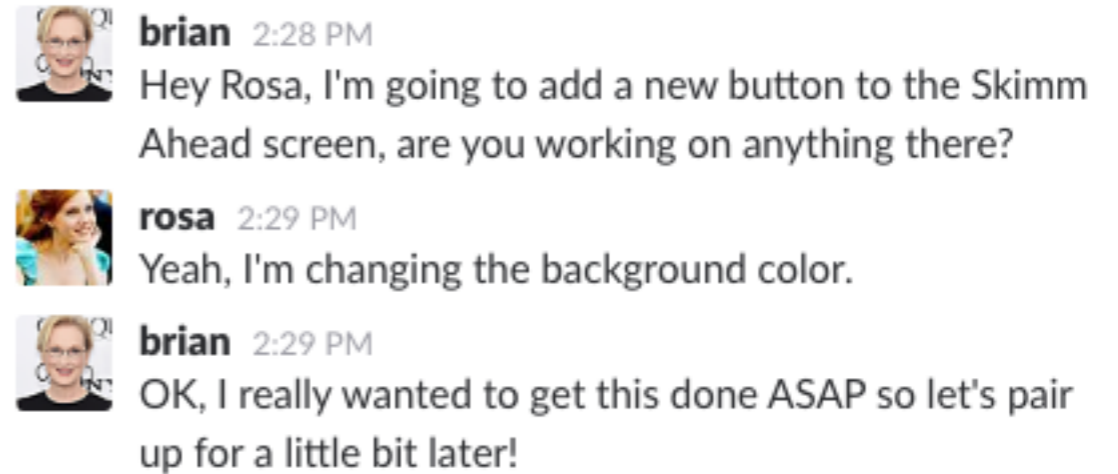 brian 2:28 PM
Hey Rosa, I'm going to add a new button to the Skimm
Ahead screen, are you working on anything there?
rosa 2:29 PM
Yeah, I'm changing the background color.
brian 2:29 PM
OK, I really wanted to get this done ASAP so let's pair
up for a little bit later!